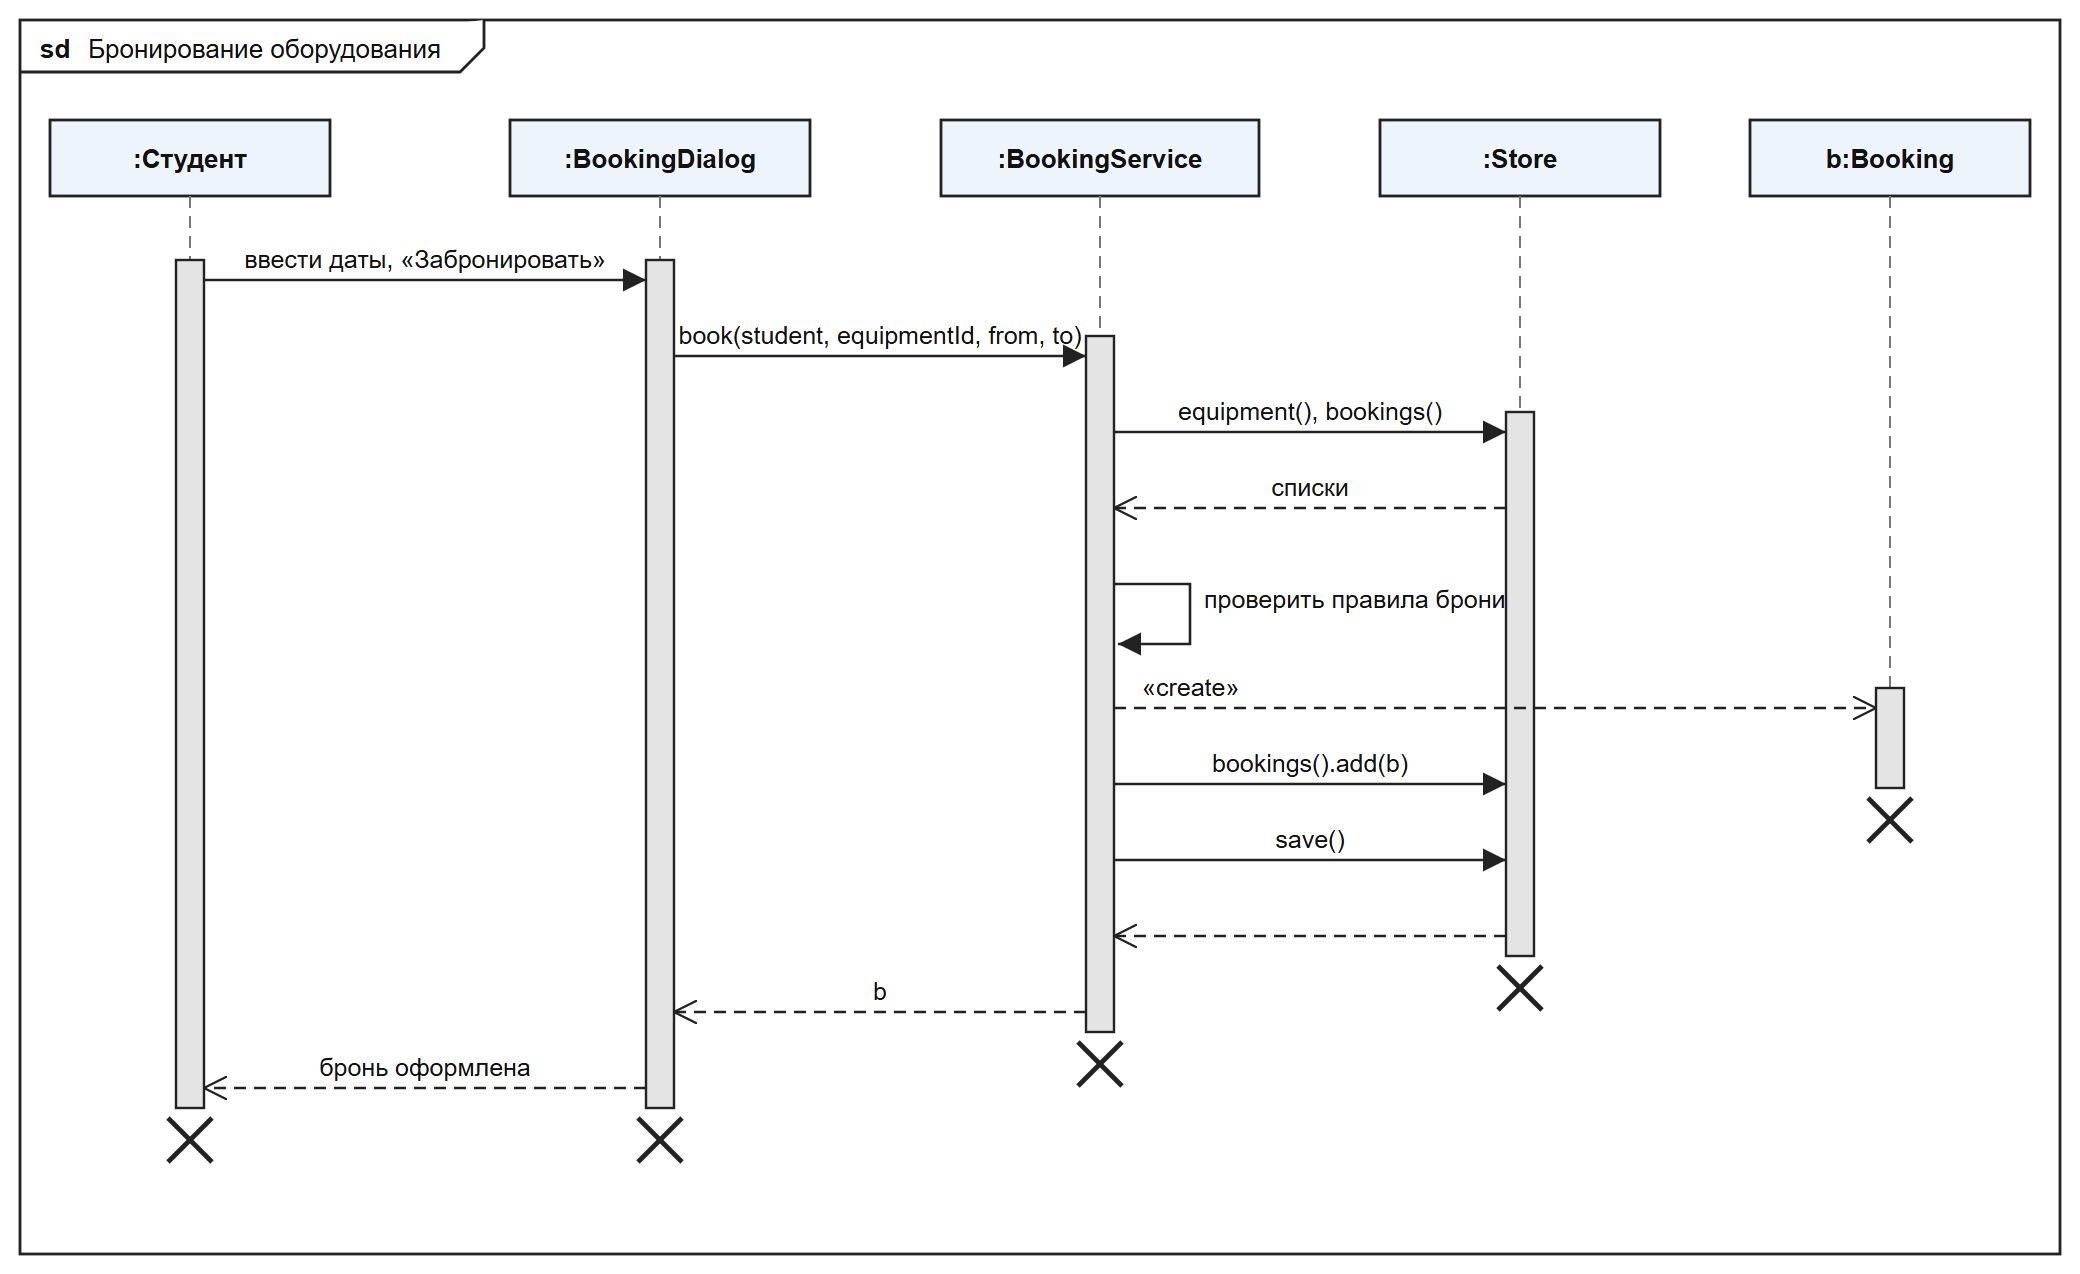 sd Бронирование оборудования
:Студент
:BookingDialog
:BookingService
:Store
b:Booking
ввести даты, «Забронировать»
book(student, equipmentId, from, to)
equipment(), bookings()
списки
проверить правила брони
«create»
bookings().add(b)
save()
b
бронь оформлена